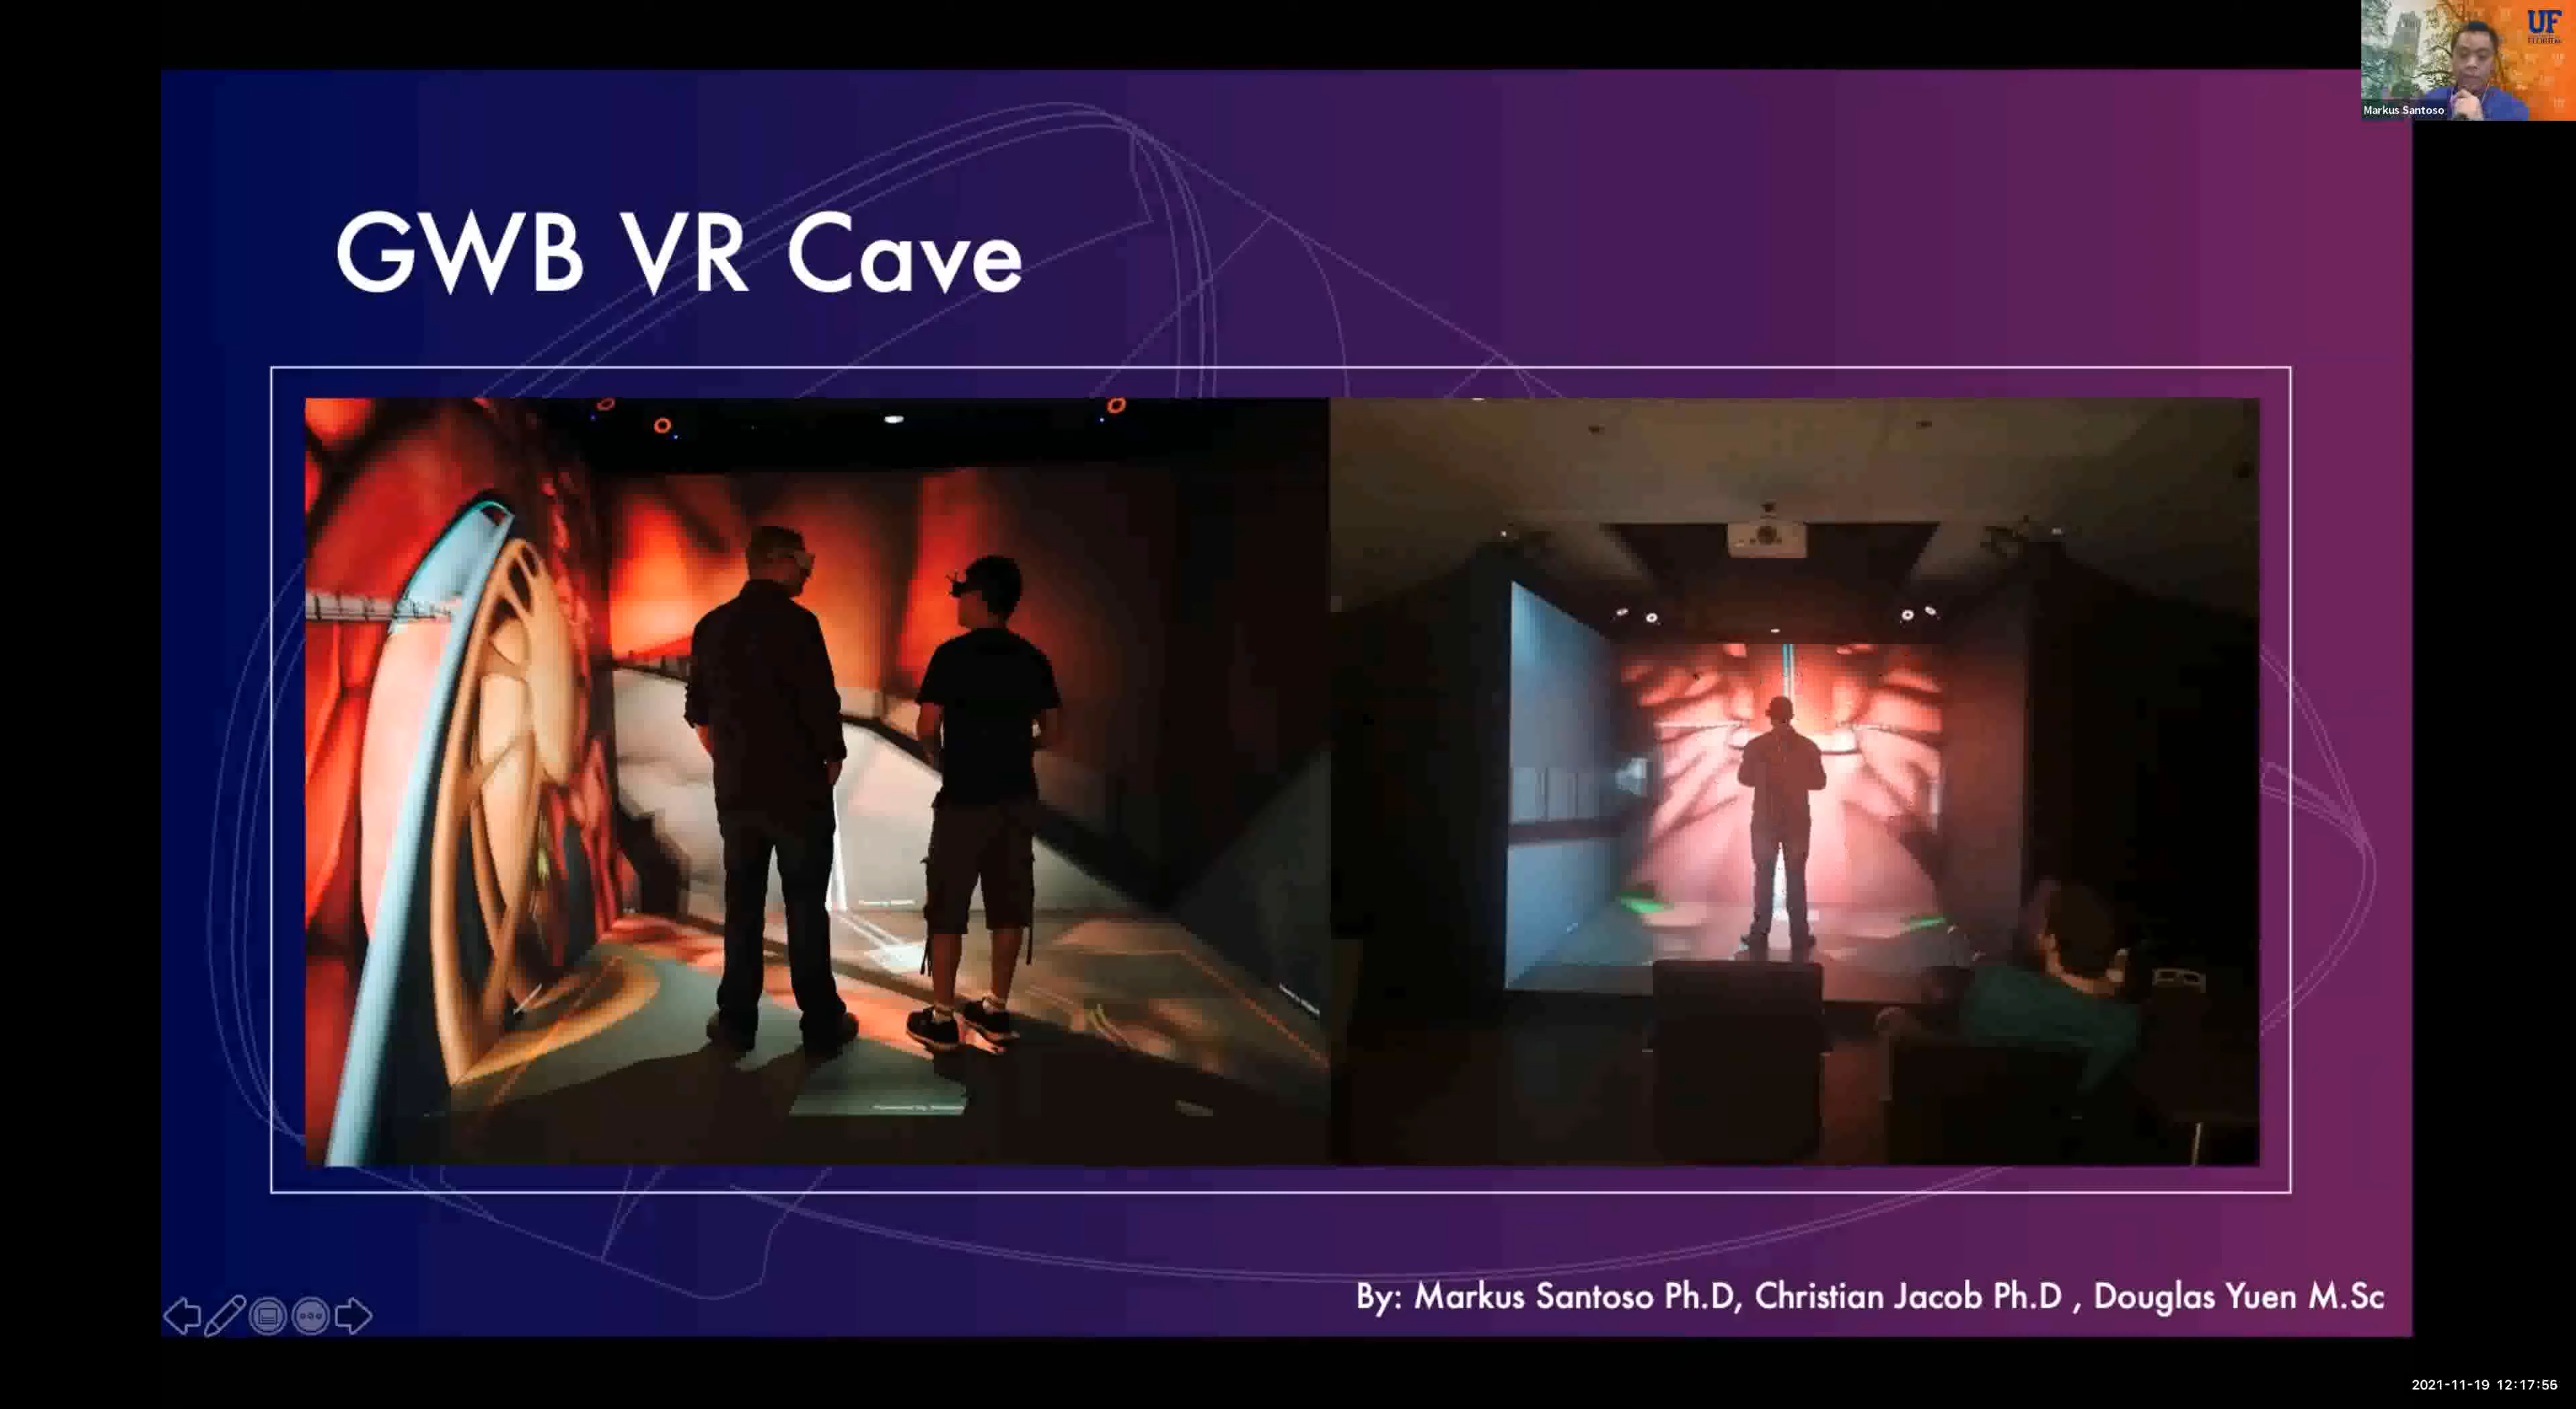 UF
FLORIDA
Markus Santoso
GWB VR Cave
By: Markus Santoso Ph.D, Christian Jacob Ph.D , Douglas Yuen M.Sc
2021-11-19 12:17:56